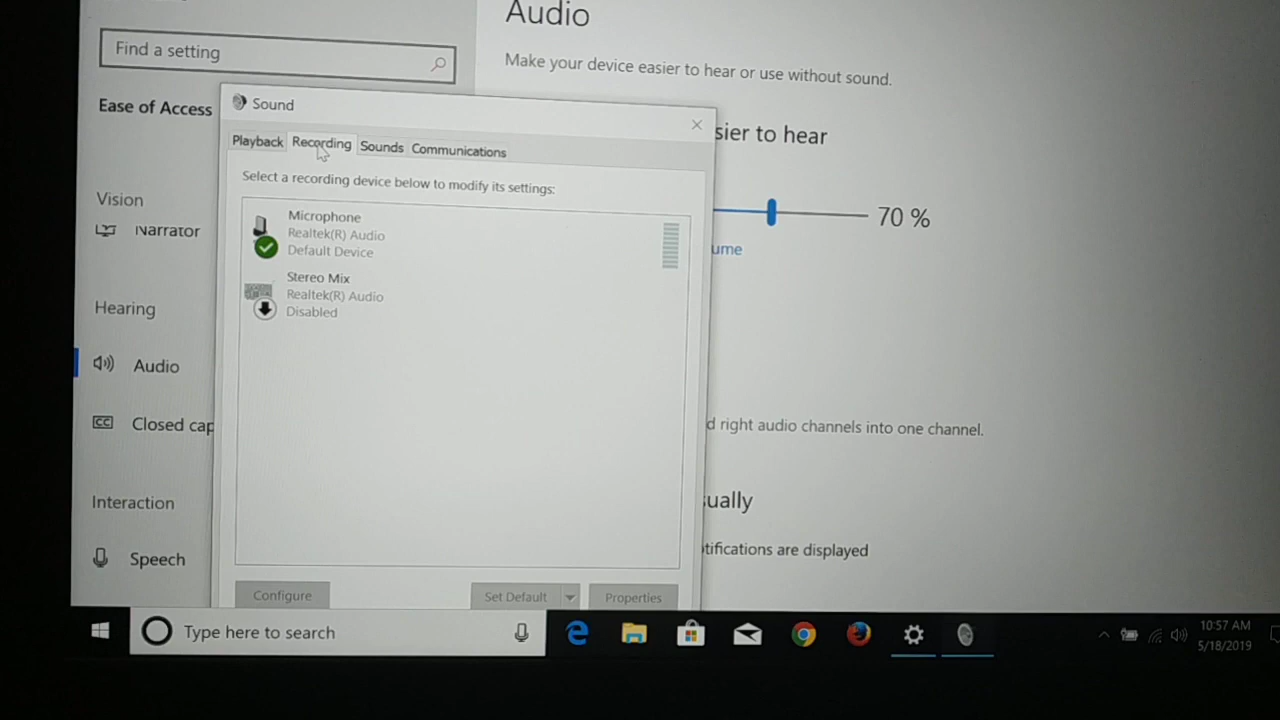 Audio
Find a setting
Make your device easier to hear or use without sound.
Ease of Access
Sound
sier to hear
Playback
Recording
Sounds
Communications
Select a recording device below to modify its settings:
Vision
Narrator
Microphone
Realtek(R) Audio
Default Device
70 %
ume
Stereo Mix
Realtek(R) Audio
Disabled
Hearing
Audio
CC
Closed cap
d right audio channels into one channel.
Interaction
ually
Speech
tifications are displayed
Configure
Set Default
Properties
Type here to search
10:57 AM
5/18/2019